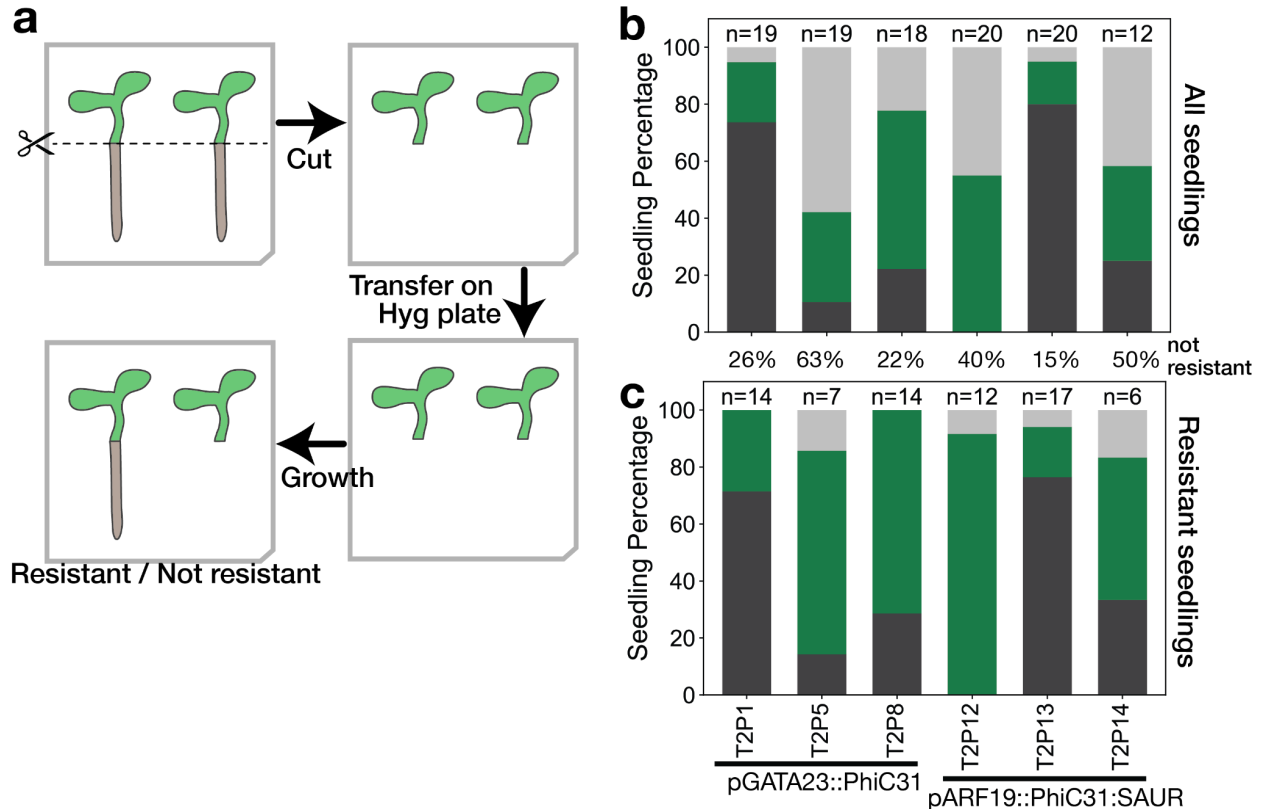 a
Cut
Transfer on
Hyg plate
Growth
Resistant / Not resistant
b
n=19 n=19 n=18 n=20 n=20 n=12
100
80
60
40
20
0
Seedling Percentage
All seedlings
26% 63% 22% 40% 15% 50% not
resistant
c
n=14 n=7 n=14 n=12 n=17 n=6
100
80
60
40
20
0
Seedling Percentage
Resistant seedlings
T2P1 T2P5 T2P8 T2P12 T2P13 T2P14
pGATA23::PhiC31
pARF19::PhiC31:SAUR